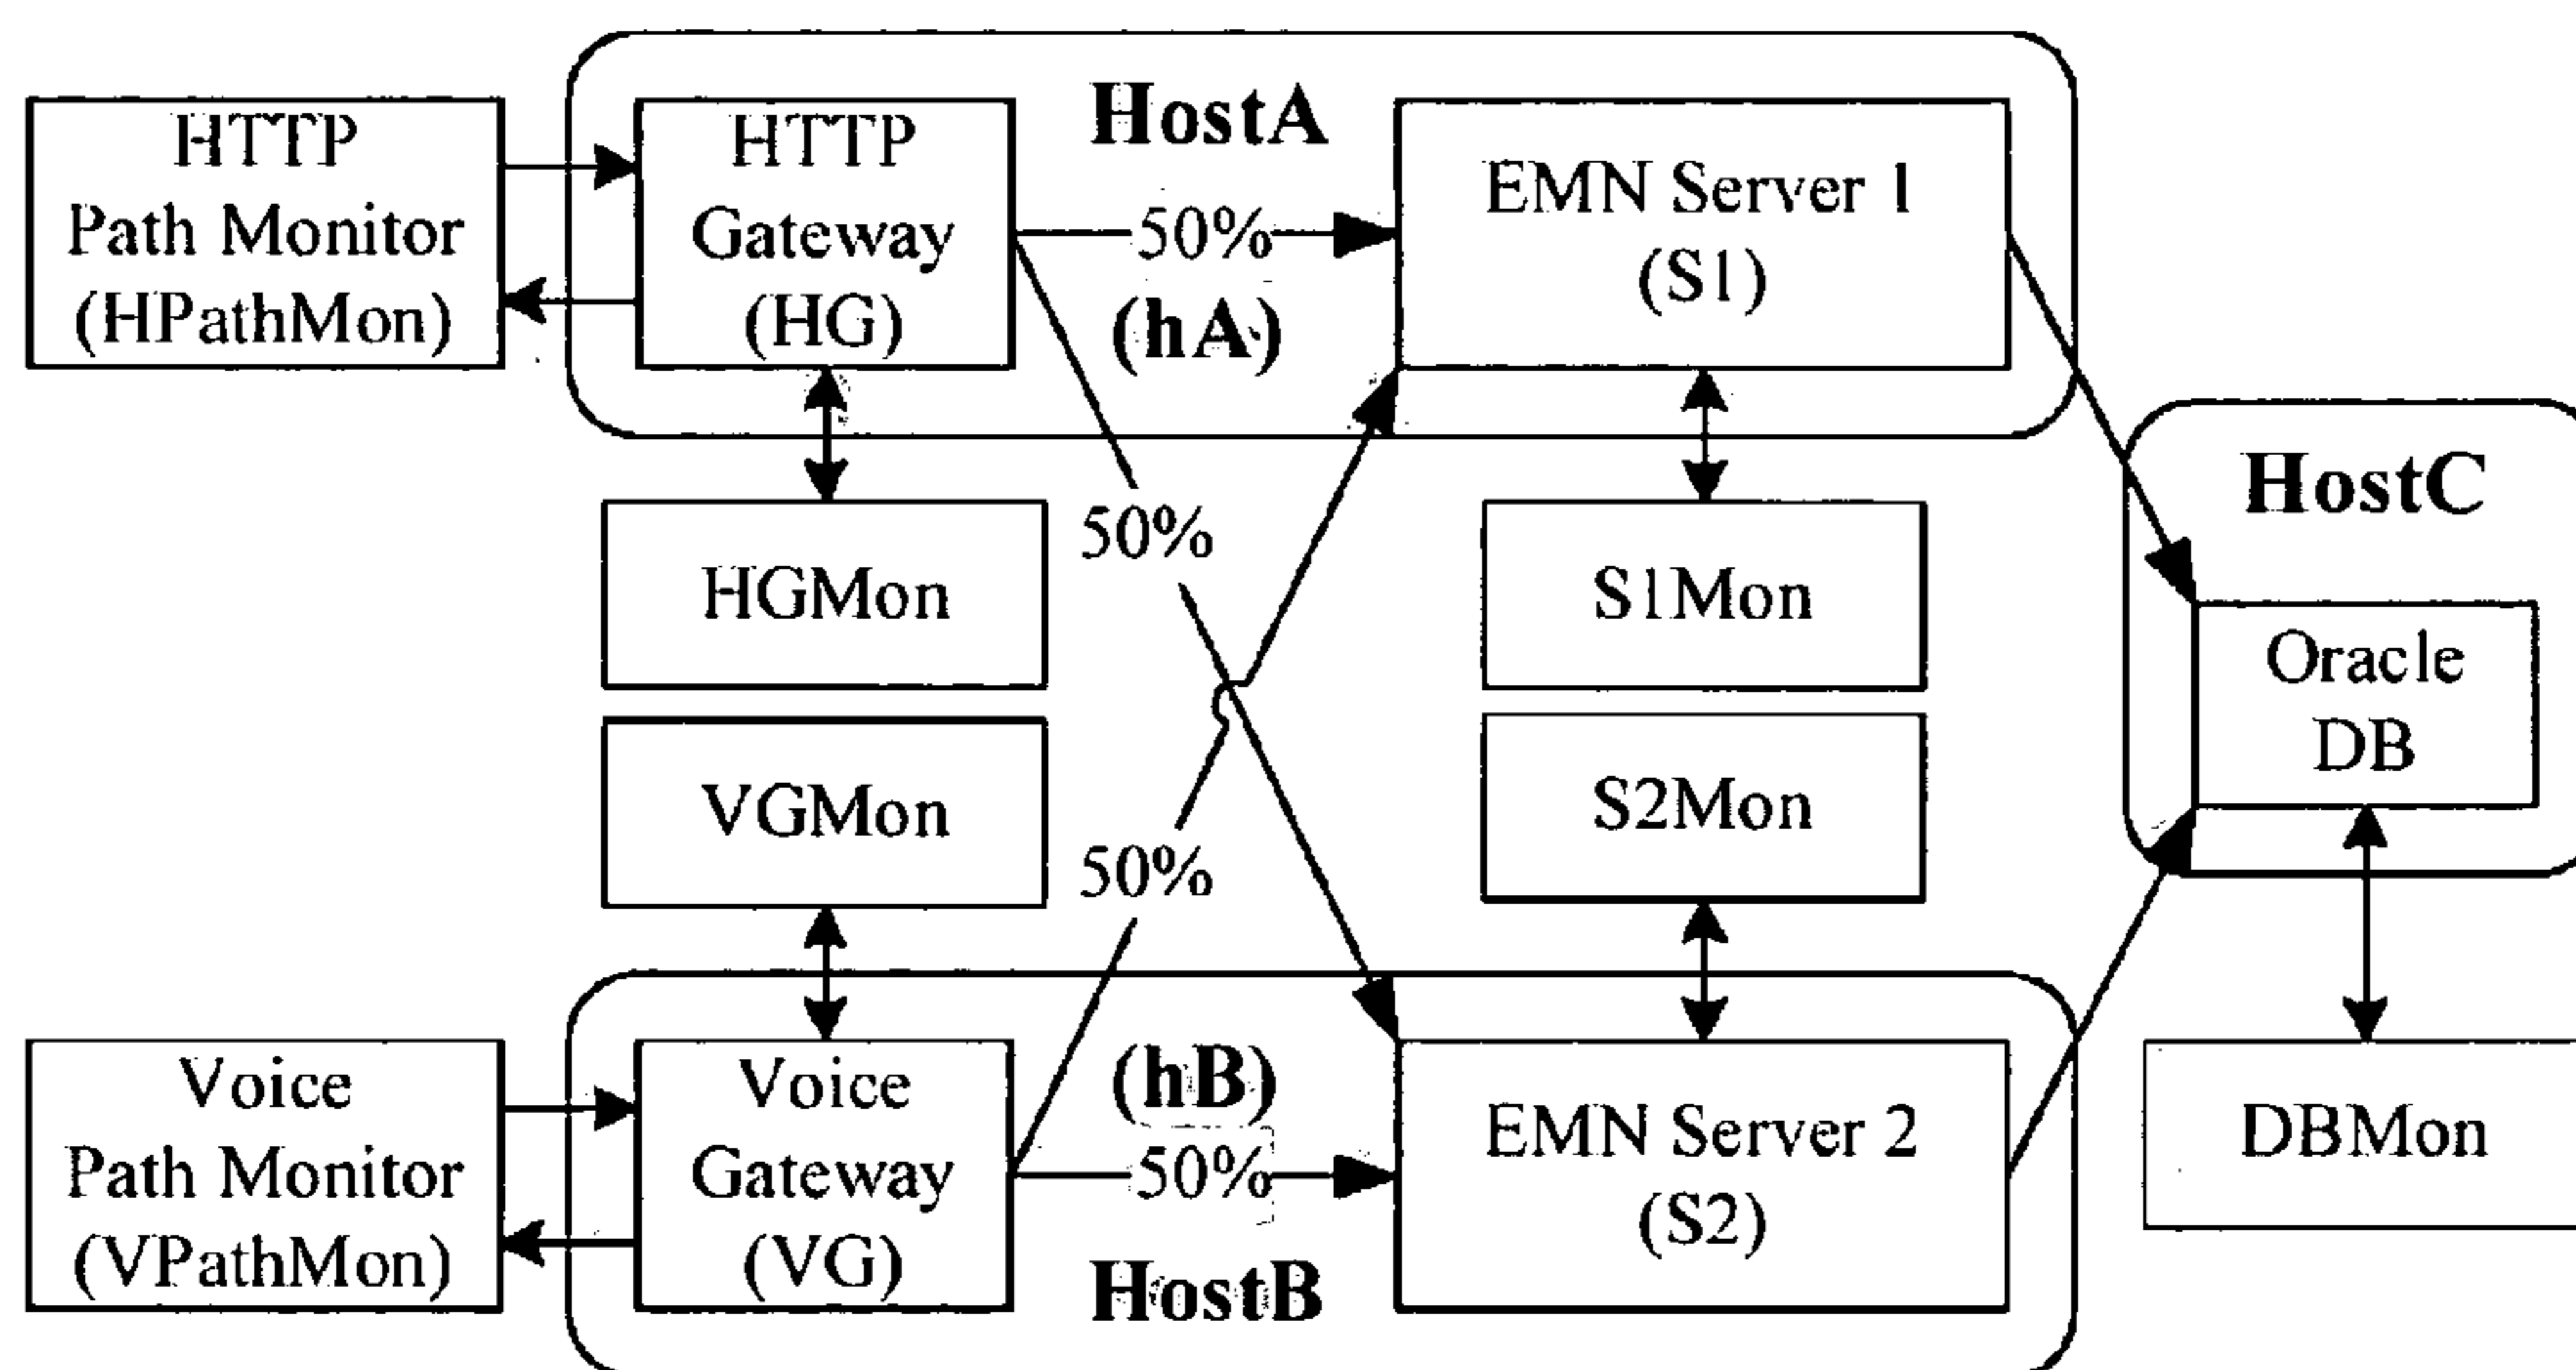 HTTP
Path Monitor
(HPathMon)
HTTP
Gateway
(HG)
HostA
50%
(hA)
EMN Server 1
(S1)
HostC
Oracle
DB
HGMon
50%
S1Mon
VGMon
50%
S2Mon
Voice
Path Monitor
(VPathMon)
Voice
Gateway
(VG)
(hB)
50%
HostB
EMN Server 2
(S2)
DBMon